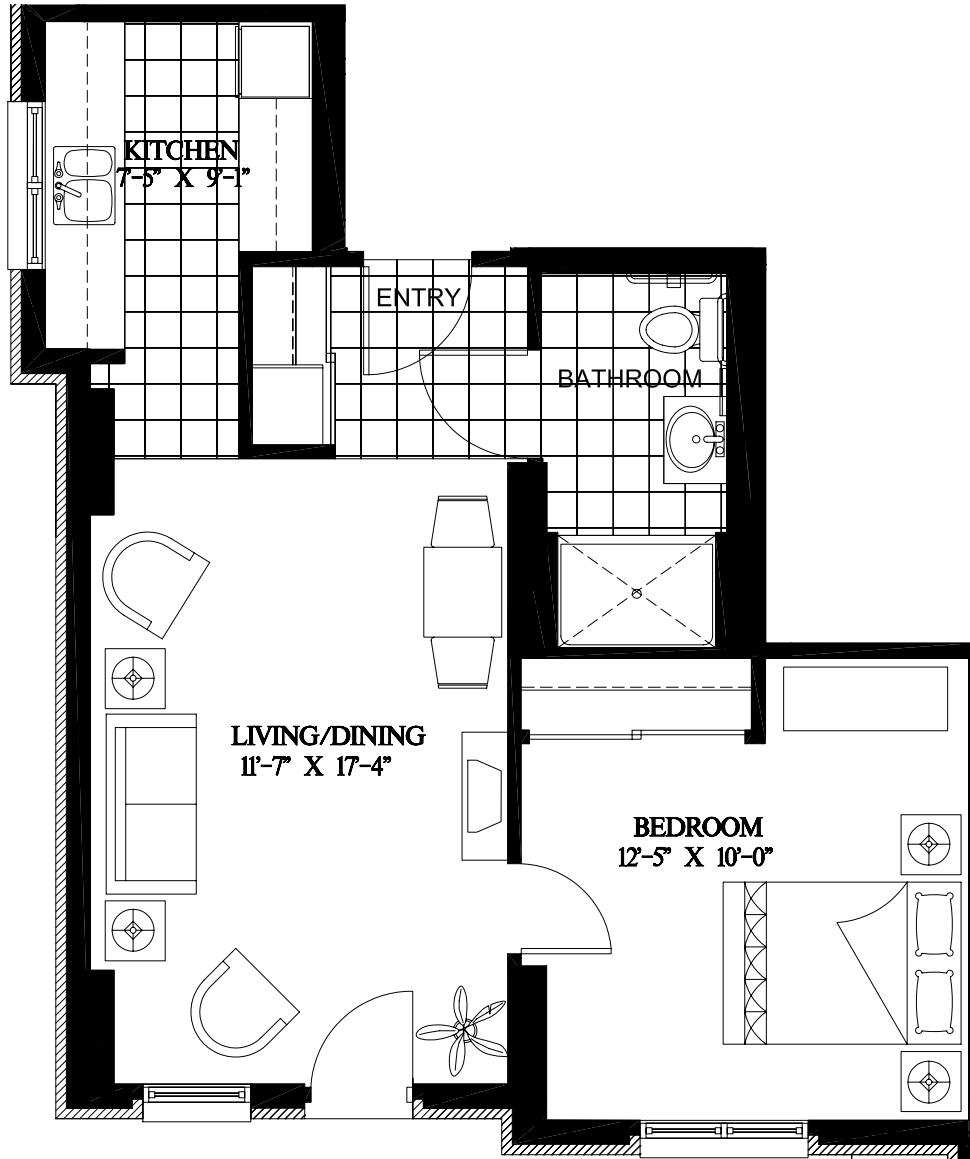 KITCHEN
7'-5" X 9'-1"
ENTRY
BATHROOM
LIVING/DINING
11'-7" X 17'-4"
BEDROOM
12'-5" X 10'-0"